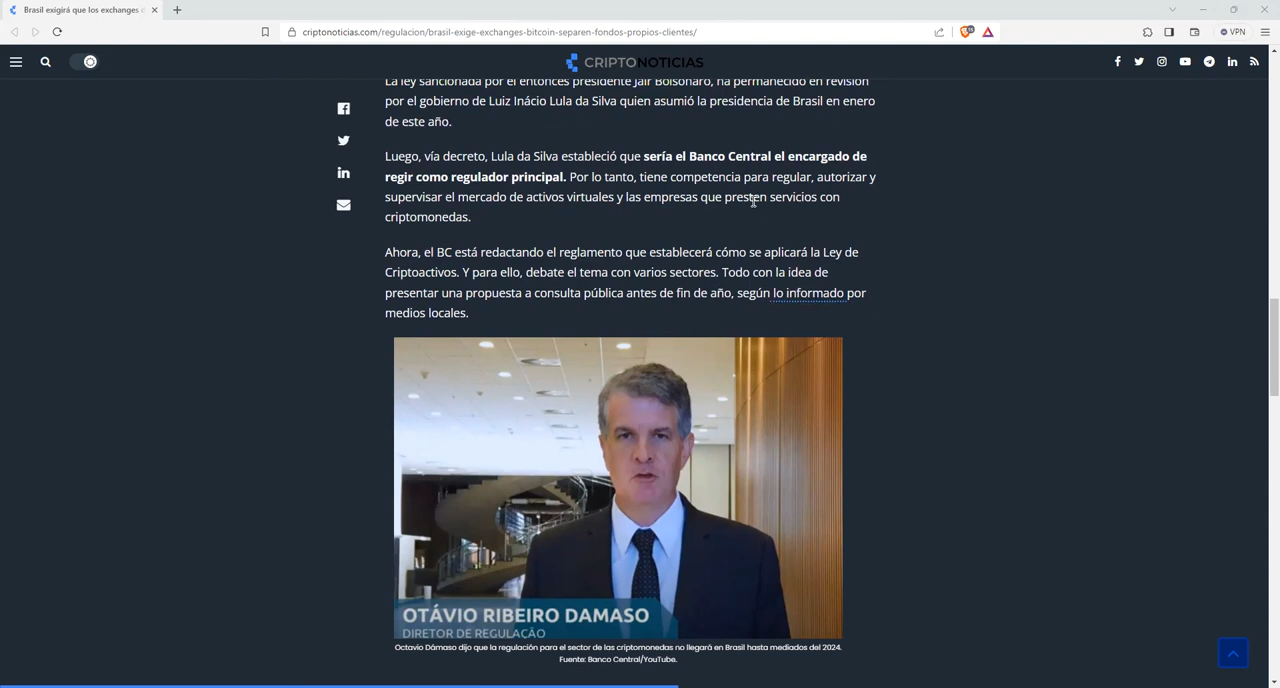 Brasil exigirá que los exchanges d
criptonoticias.com/regulacion/brasil-exige-exchanges-bitcoin-separen-fondos-propios-clientes/
VPN
CRIPTONOTICIAS
La ley sancionada por el entonces presidente Jair Bolsonaro, ha permanecido en revisión
por el gobierno de Luiz Inácio Lula da Silva quien asumió la presidencia de Brasil en enero
de este año.
Luego, vía decreto, Lula da Silva estableció que sería el Banco Central el encargado de
regir como regulador principal. Por lo tanto, tiene competencia para regular, autorizar y
supervisar el mercado de activos virtuales y las empresas que presten servicios con
criptomonedas.
Ahora, el BC está redactando el reglamento que establecerá cómo se aplicará la Ley de
Criptoactivos. Y para ello, debate el tema con varios sectores. Todo con la idea de
presentar una propuesta a consulta pública antes de fin de año, según lo informado por
medios locales.
OTÁVIO RIBEIRO DAMASO
DIRETOR DE REGULAÇÃO
Octavio Dámaso dijo que la regulación para el sector de las criptomonedas no llegará en Brasil hasta mediados del 2024.
Fuente: Banco Central/YouTube.